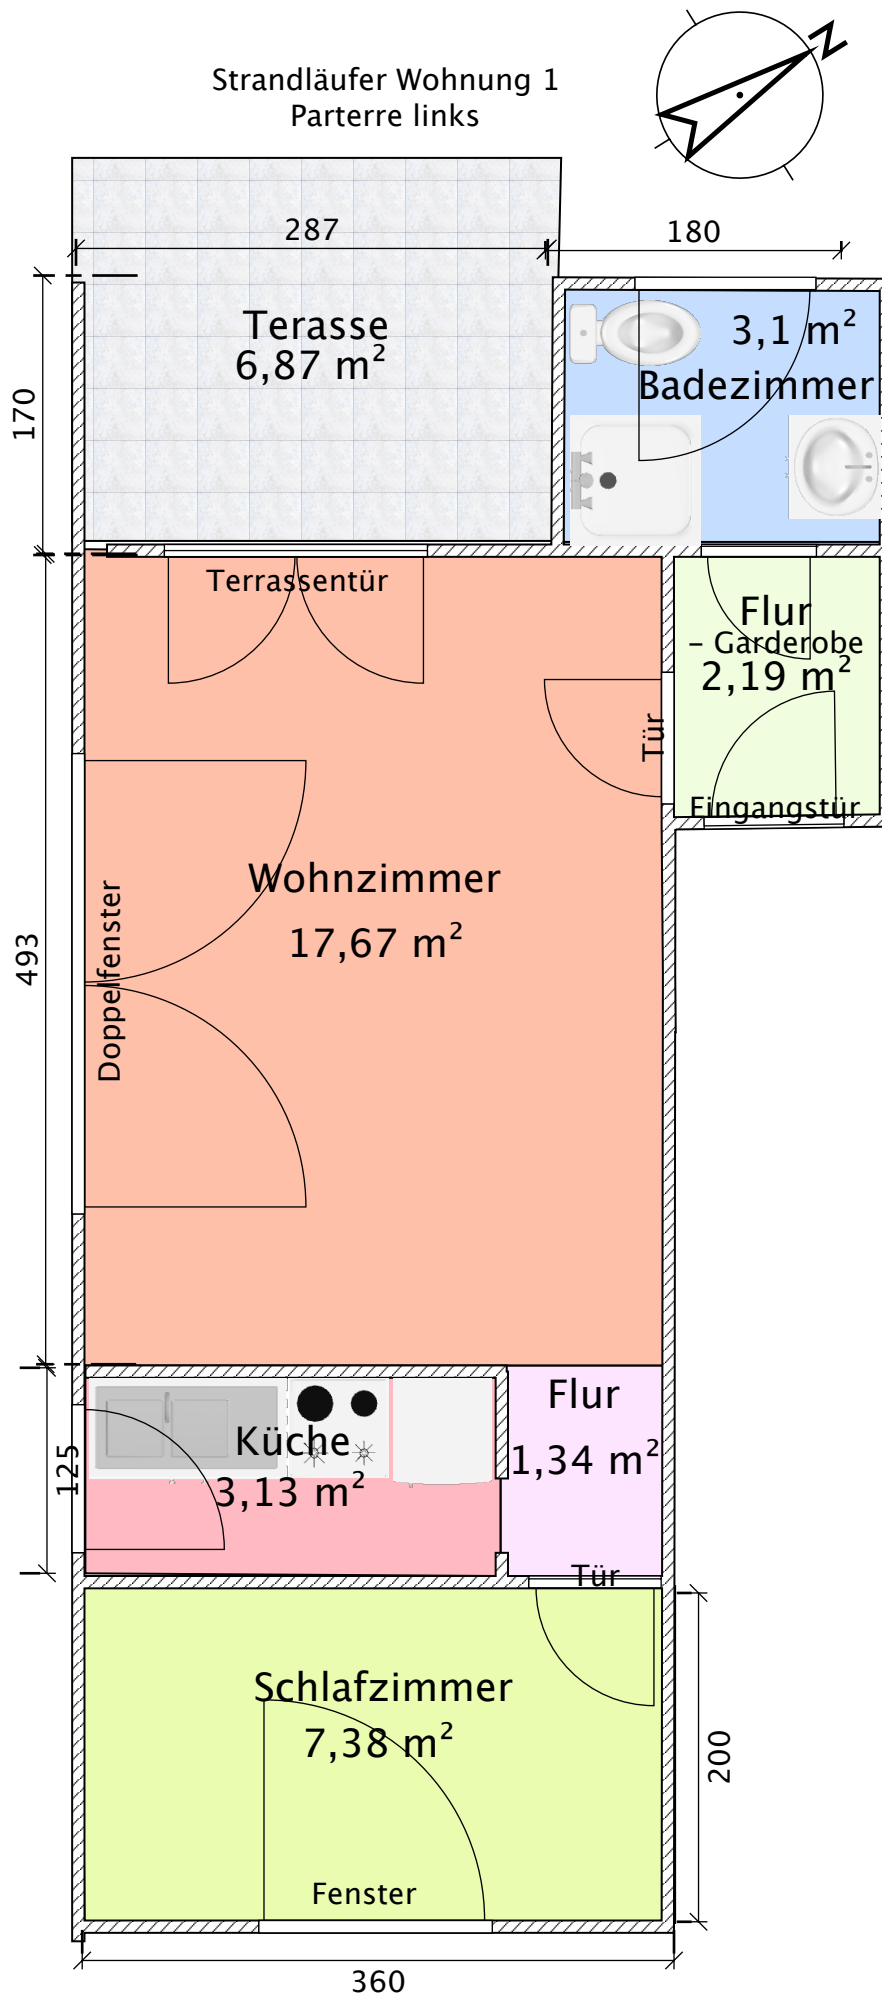 Strandläufer Wohnung 1
Parterre links
N
287
180
Terasse
6,87 m²
3,1 m²
Badezimmer
170
Terrassentür
Flur
– Garderobe
2,19 m²
Tür
Eingangstür
Wohnzimmer
17,67 m²
Doppelfenster
493
Flur
1,34 m²
Küche
3,13 m²
125
Tür
Schlafzimmer
7,38 m²
200
Fenster
360